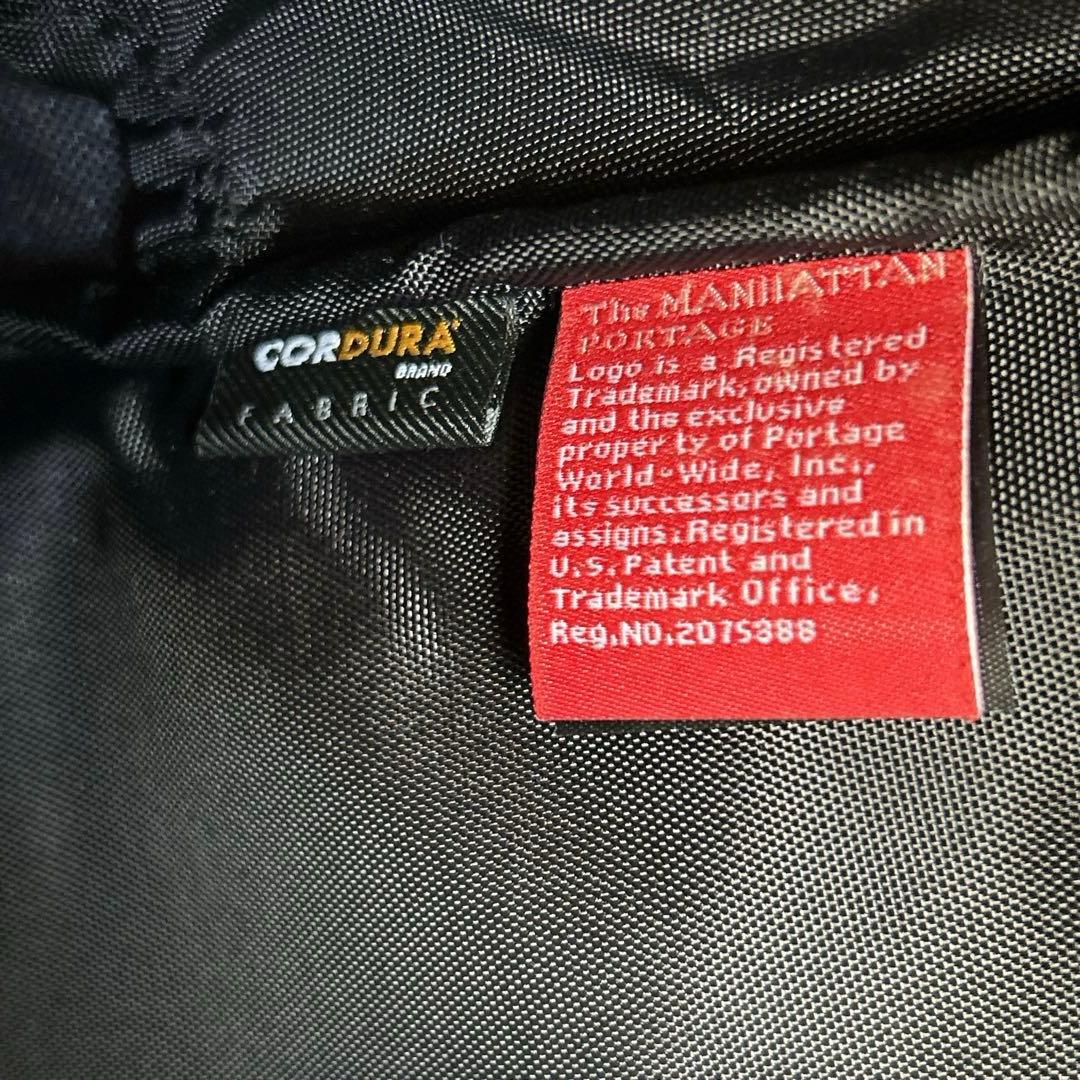 CORDURA
BRAND
FABRIC
The MANHATTAN
PORTAGE
Logo is a Registered
Trademark, owned by
and the exclusive
property of Portage
World-Wide, Inc.,
its successors and
assigns. Registered in
U.S. Patent and
Trademark Office,
Reg. NO. 2075388